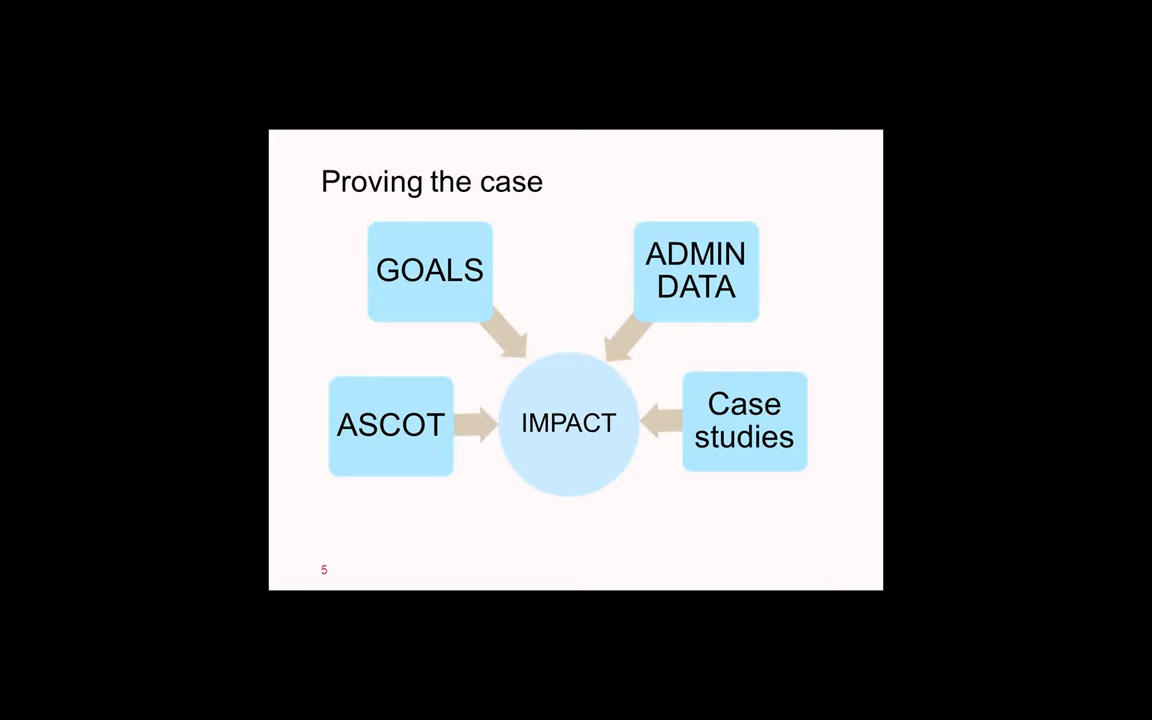 Proving the case
GOALS
ADMIN
DATA
ASCOT
IMPACT
Case
studies
5